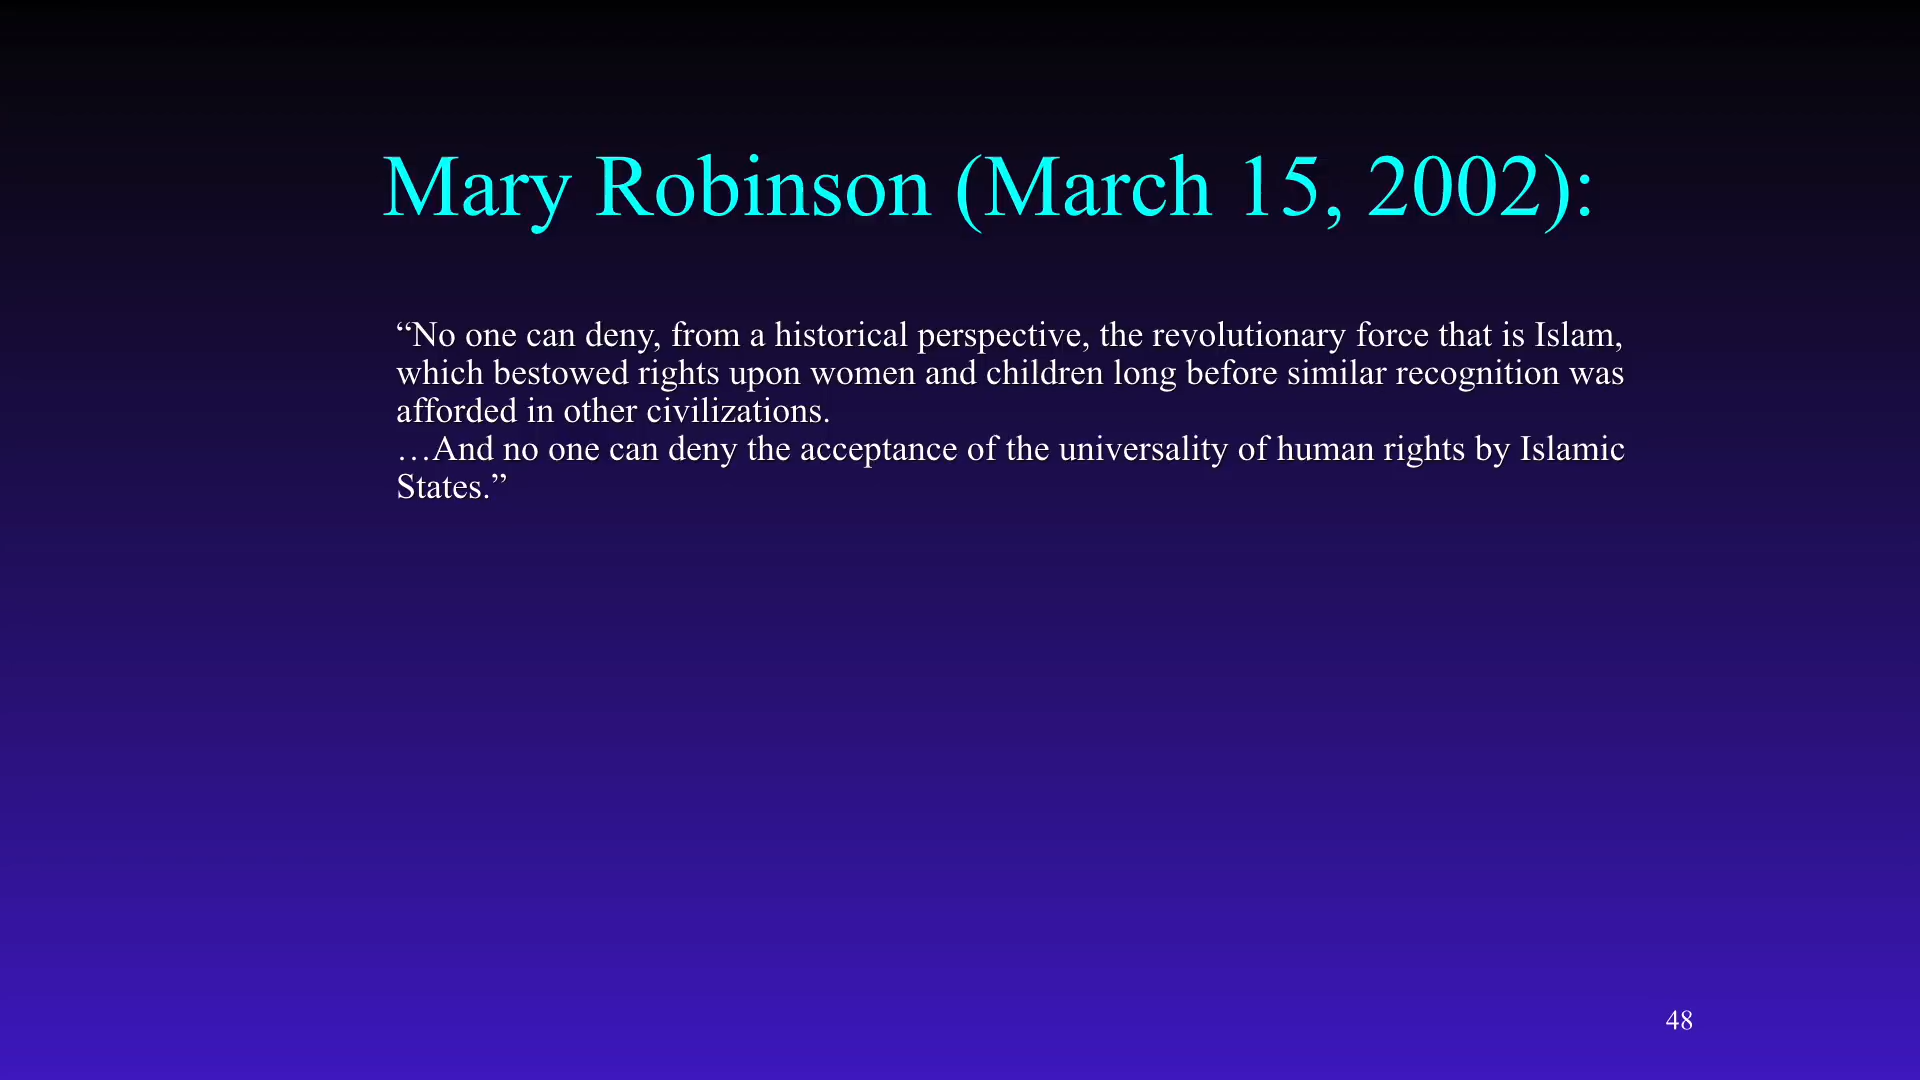 Mary Robinson (March 15, 2002):
“No one can deny, from a historical perspective, the revolutionary force that is Islam,
which bestowed rights upon women and children long before similar recognition was
afforded in other civilizations.
…And no one can deny the acceptance of the universality of human rights by Islamic
States.”
48